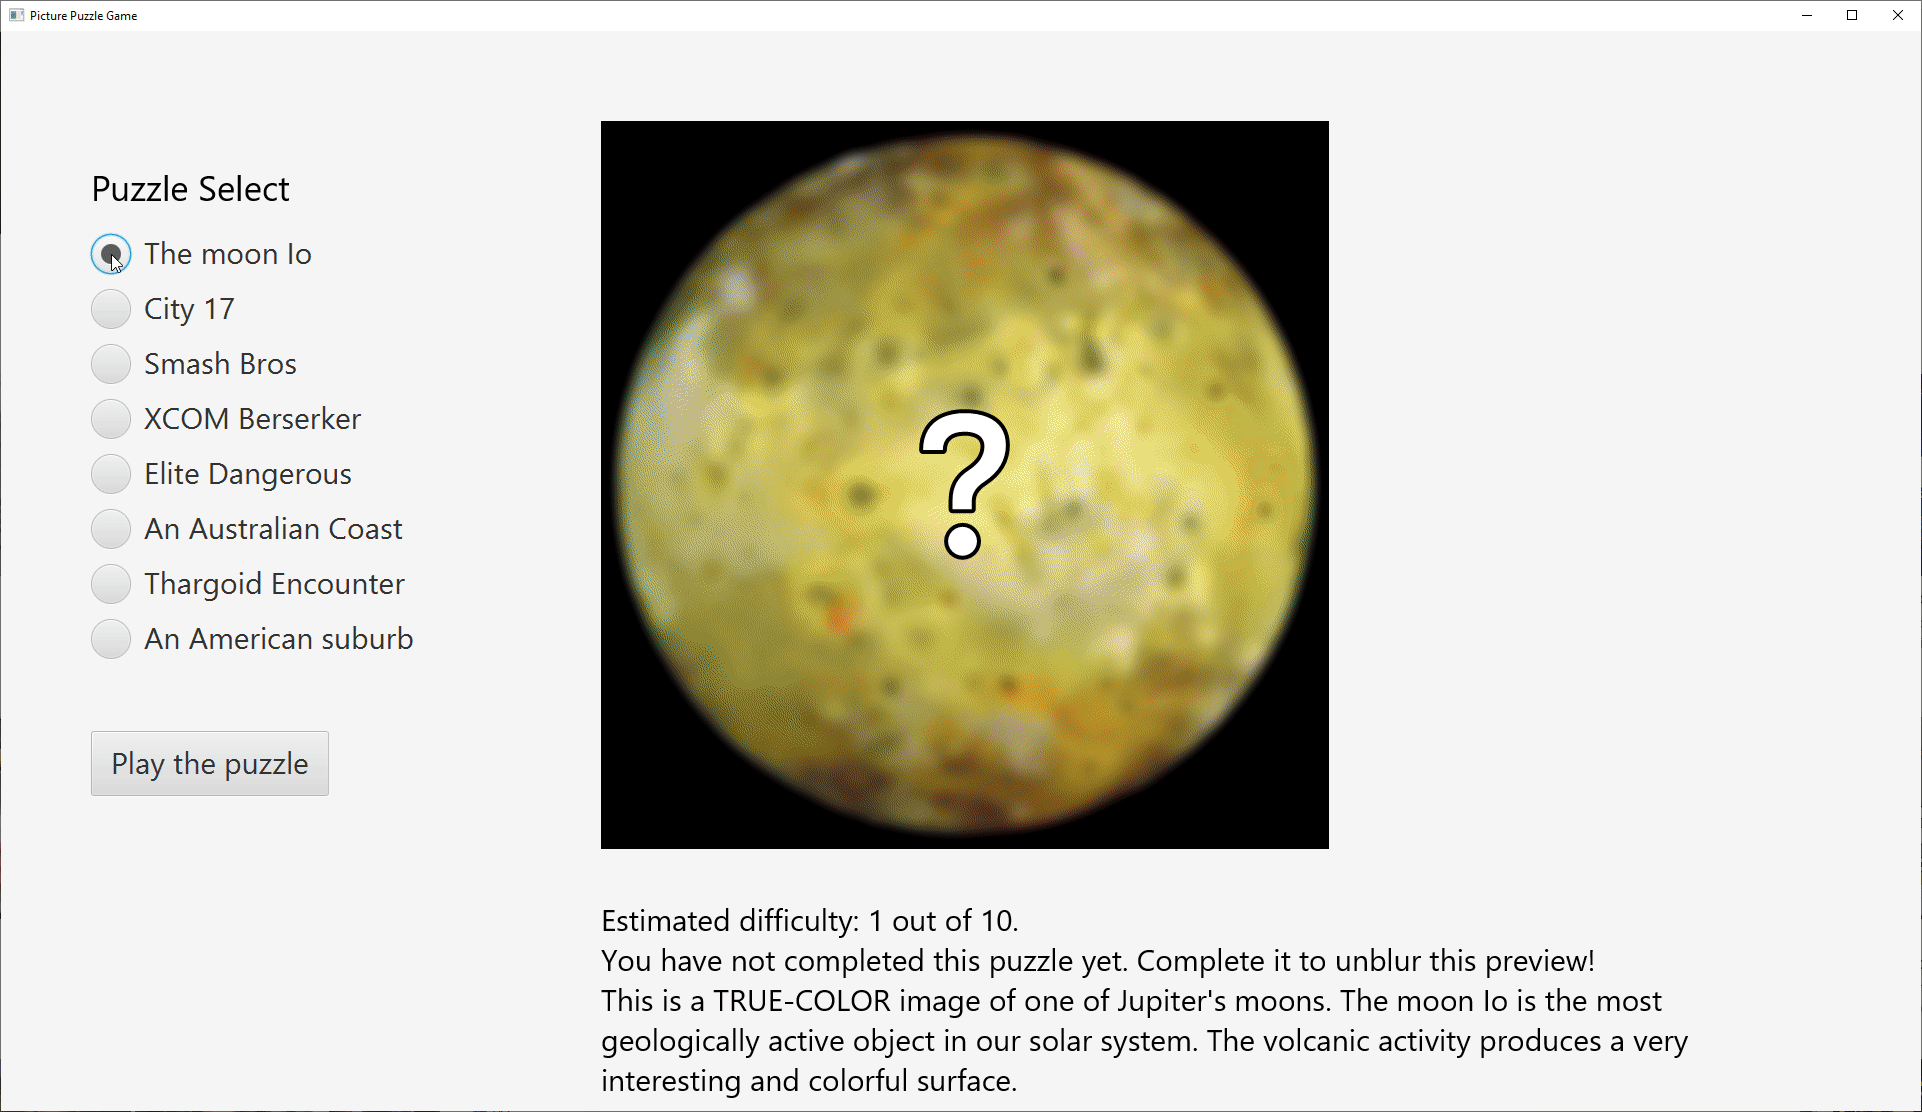 Picture Puzzle Game
Puzzle Select
The moon Io
City 17
Smash Bros
XCOM Berserker
Elite Dangerous
An Australian Coast
Thargoid Encounter
An American suburb
Play the puzzle
?
Estimated difficulty: 1 out of 10.
You have not completed this puzzle yet. Complete it to unblur this preview!
This is a TRUE-COLOR image of one of Jupiter's moons. The moon Io is the most
geologically active object in our solar system. The volcanic activity produces a very
interesting and colorful surface.